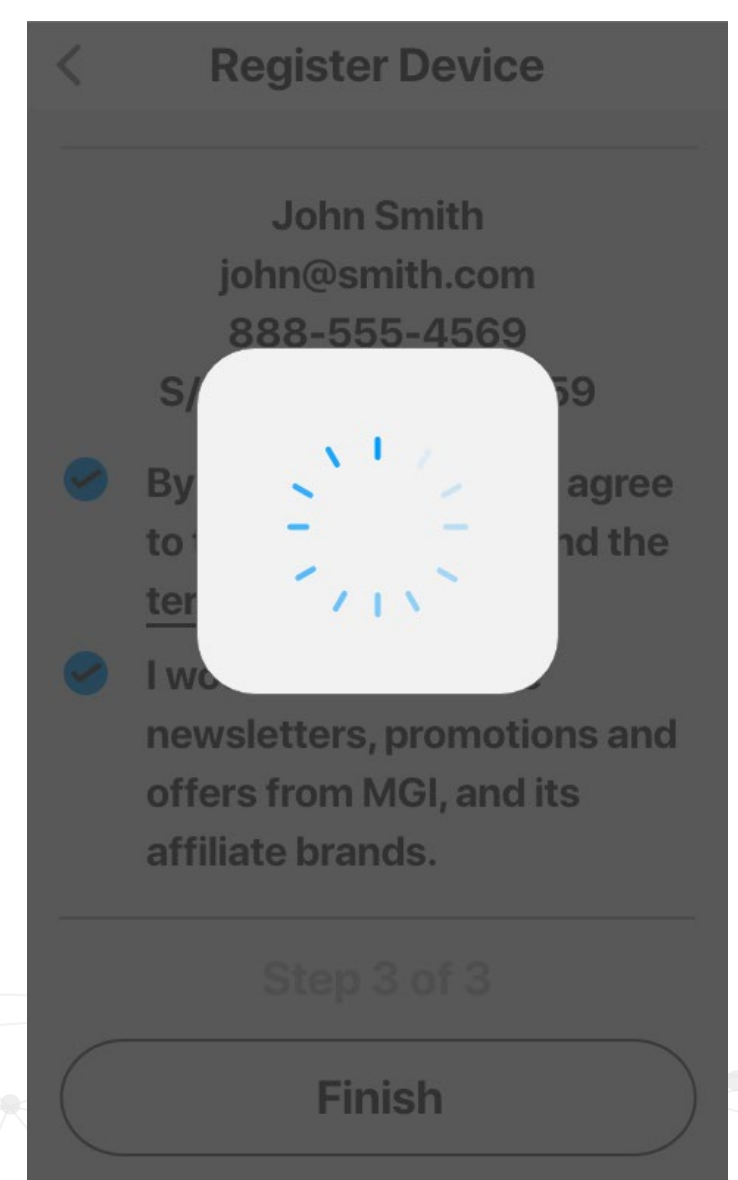 Register Device
John Smith
john@smith.com
888-555-4569
S/ 59
By agree
to nd the
ter
I wo
newsletters, promotions and
offers from MGI, and its
affiliate brands.
Step 3 of 3
Finish